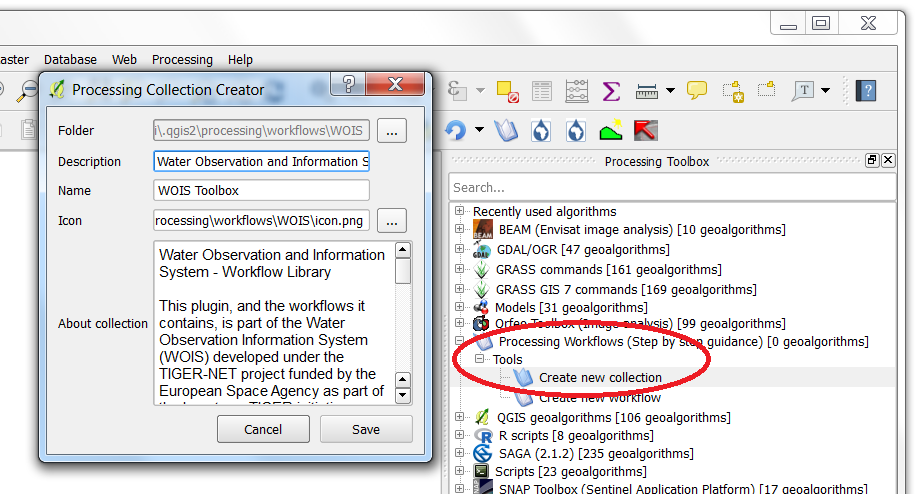 aster Database Web Processing Help
Processing Collection Creator
Folder i\.qgis2\processing\workflows\WOIS ...
Description Water Observation and Information S
Name WOIS Toolbox
Icon rocessing\workflows\WOIS\icon.png ...
About collection
Water Observation and Information
System - Workflow Library
This plugin, and the workflows it
contains, is part of the Water
Observation Information System
(WOIS) developed under the
TIGER-NET project funded by the
European Space Agency as part of
Cancel Save
Processing Toolbox
Search...
Recently used algorithms
BEAM (Envisat image analysis) [10 geoalgorithms]
GDAL/OGR [47 geoalgorithms]
GRASS commands [161 geoalgorithms]
GRASS GIS 7 commands [169 geoalgorithms]
Models [31 geoalgorithms]
Orfeo Toolbox (Image analysis) [99 geoalgorithms]
Processing Workflows (Step by step guidance) [0 geoalgorithms]
Tools
Create new collection
Create new workflow
QGIS geoalgorithms [106 geoalgorithms]
R scripts [8 geoalgorithms]
SAGA (2.1.2) [235 geoalgorithms]
Scripts [23 geoalgorithms]
SNAP Toolbox (Sentinel Application Platform) [17 geoalgorithms]